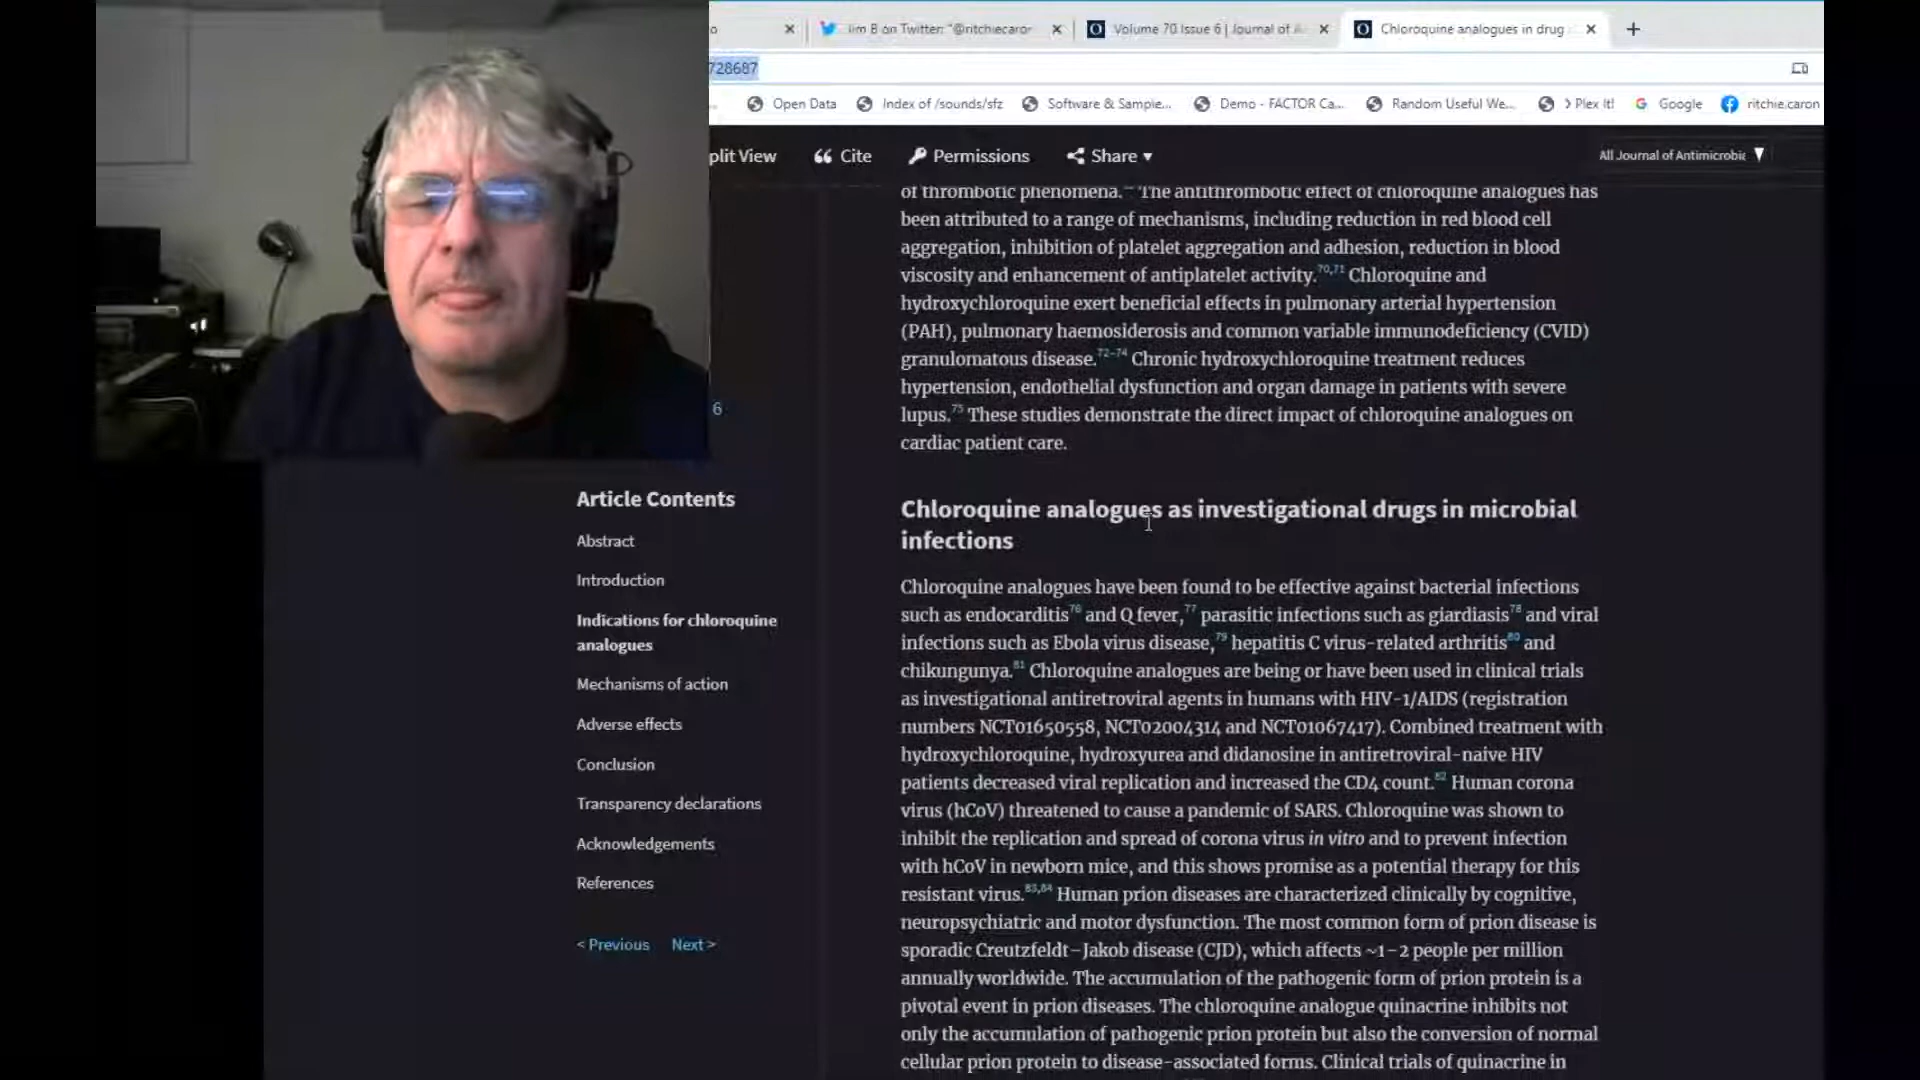 o
Jim B on Twitter: "@ritchiecaror
Volume 70 Issue 6 | Journal of A
Chloroquine analogues in drug
728687
Open Data
Index of /sounds/sfz
Software & Sample...
Demo - FACTOR Ca...
Random Useful We...
Plex It!
Google
ritchie.caron
plit View
Cite
Permissions
Share
All Journal of Antimicrobia
6
Article Contents
Abstract
Introduction
Indications for chloroquine
analogues
Mechanisms of action
Adverse effects
Conclusion
Transparency declarations
Acknowledgements
References
< Previous
Next >
of thrombotic phenomena. The antithrombotic effect of chloroquine analogues has
been attributed to a range of mechanisms, including reduction in red blood cell
aggregation, inhibition of platelet aggregation and adhesion, reduction in blood
viscosity and enhancement of antiplatelet activity.70,71 Chloroquine and
hydroxychloroquine exert beneficial effects in pulmonary arterial hypertension
(PAH), pulmonary haemosiderosis and common variable immunodeficiency (CVID)
granulomatous disease.72–74 Chronic hydroxychloroquine treatment reduces
hypertension, endothelial dysfunction and organ damage in patients with severe
lupus.75 These studies demonstrate the direct impact of chloroquine analogues on
cardiac patient care.
Chloroquine analogues as investigational drugs in microbial
infections
Chloroquine analogues have been found to be effective against bacterial infections
such as endocarditis76 and Q fever,77 parasitic infections such as giardiasis78 and viral
infections such as Ebola virus disease,79 hepatitis C virus-related arthritis80 and
chikungunya.81 Chloroquine analogues are being or have been used in clinical trials
as investigational antiretroviral agents in humans with HIV-1/AIDS (registration
numbers NCT01650558, NCT02004314 and NCT01067417). Combined treatment with
hydroxychloroquine, hydroxyurea and didanosine in antiretroviral-naive HIV
patients decreased viral replication and increased the CD4 count.82 Human corona
virus (hCoV) threatened to cause a pandemic of SARS. Chloroquine was shown to
inhibit the replication and spread of corona virus in vitro and to prevent infection
with hCoV in newborn mice, and this shows promise as a potential therapy for this
resistant virus.83,84 Human prion diseases are characterized clinically by cognitive,
neuropsychiatric and motor dysfunction. The most common form of prion disease is
sporadic Creutzfeldt–Jakob disease (CJD), which affects ~1–2 people per million
annually worldwide. The accumulation of the pathogenic form of prion protein is a
pivotal event in prion diseases. The chloroquine analogue quinacrine inhibits not
only the accumulation of pathogenic prion protein but also the conversion of normal
cellular prion protein to disease-associated forms. Clinical trials of quinacrine in